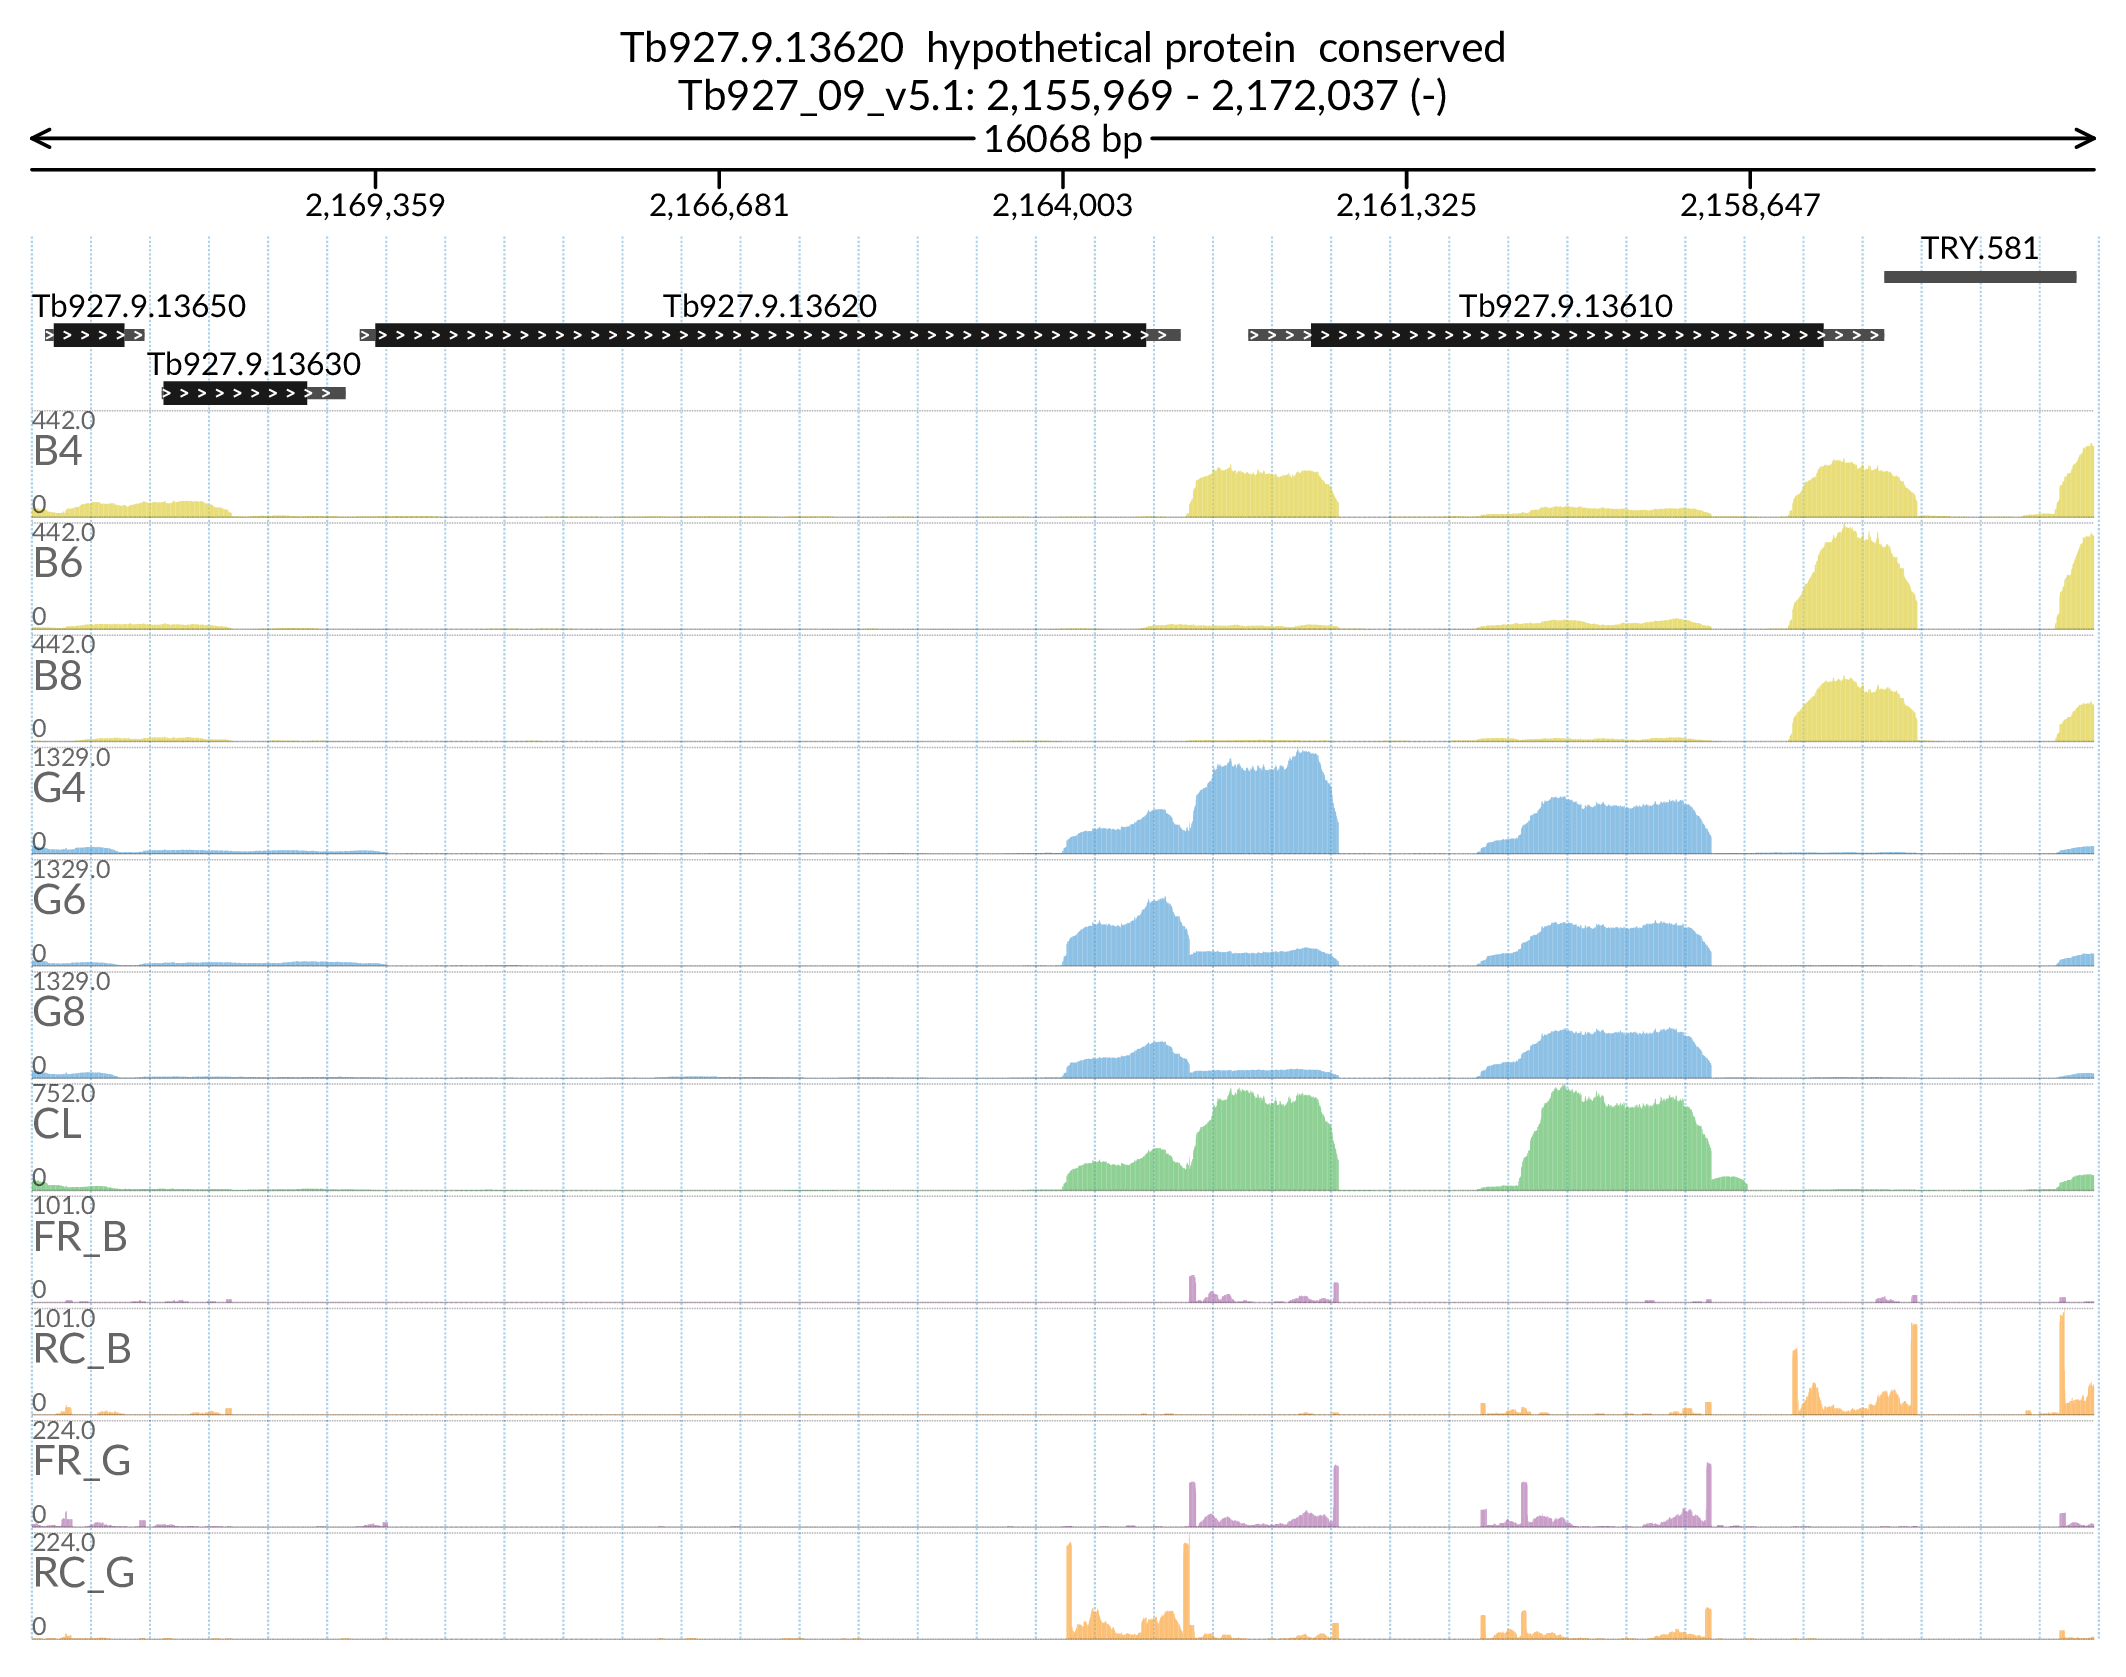 Tb927.9.13620  hypothetical protein  conserved
Tb927_09_v5.1: 2,155,969 - 2,172,037 (-)
16068 bp
2,169,359 2,166,681 2,164,003 2,161,325 2,158,647
TRY.581
Tb927.9.13650 Tb927.9.13620 Tb927.9.13610
Tb927.9.13630
442.0
B4
0
442.0
B6
0
442.0
B8
0
1329.0
G4
0
1329.0
G6
0
1329.0
G8
0
752.0
CL
0
101.0
FR_B
0
101.0
RC_B
0
224.0
FR_G
0
224.0
RC_G
0